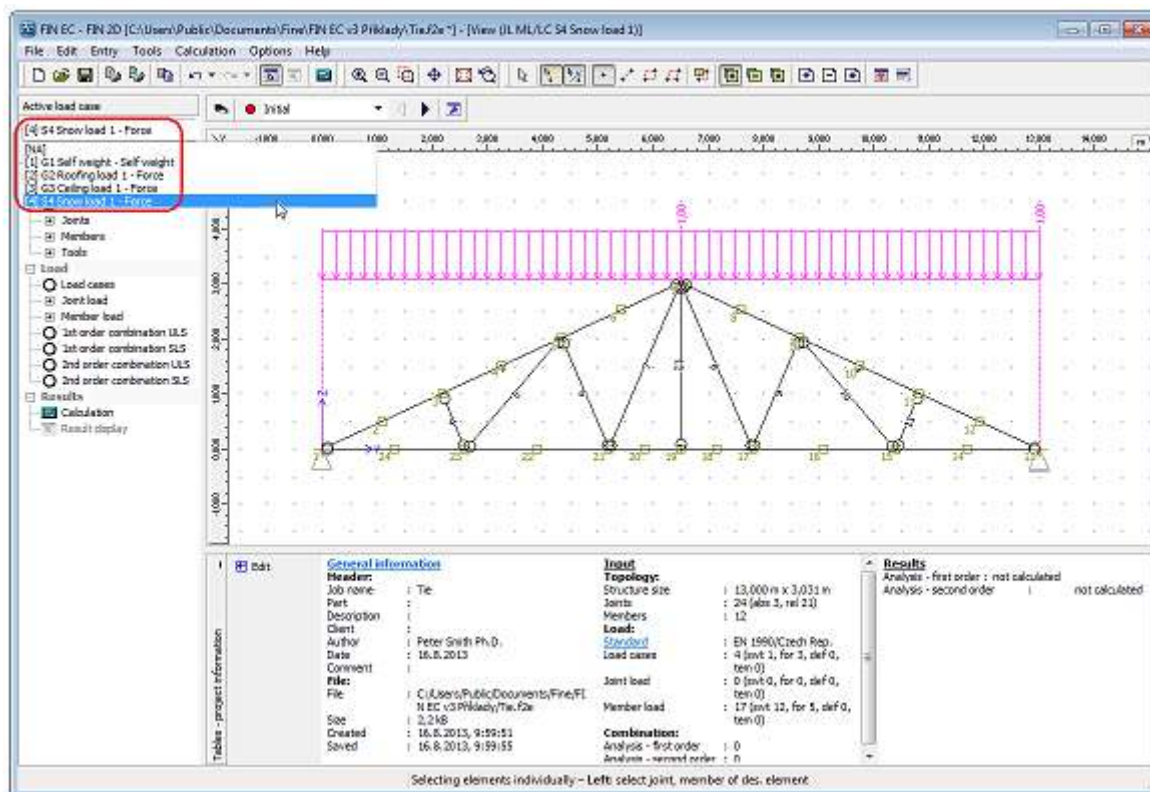 FIN EC - FIN 2D [C:\Users\Public\Documents\Fine\FIN EC v3 Příklady\Tie.f2e *] - [View (JL ML/LC S4 Snow load 1)]
File Edit Entry Tools Calculation Options Help
Active load case
Initial
[4] S4 Snow load 1 - Force
[NA]
[1] G1 Self weight - Self weight
[2] G2 Roofing load 1 - Force
[3] G3 Ceiling load 1 - Force
[4] S4 Snow load 1 - Force
Joints
Members
Tools
Load
Load cases
Joint load
Member load
1st order combination ULS
1st order combination SLS
2nd order combination ULS
2nd order combination SLS
Results
Calculation
Result display
1,00
1,00
Tables - project information
Edit
General information
Header:
Job name : Tie
Part :
Description :
Client :
Author : Peter Smith Ph.D.
Date : 16.8.2013
Comment :
File:
File : C:/Users/Public/Documents/Fine/FI
N EC v3 Příklady/Tie.f2e
Size : 2,2 kB
Created : 16.8.2013, 9:59:51
Saved : 16.8.2013, 9:59:55
Input
Topology:
Structure size : 13,000 m x 3,031 m
Joints : 24 (abs 3, rel 21)
Members : 12
Load:
Standard : EN 1990/Czech Rep.
Load cases : 4 (swt 1, for 3, def 0,
tem 0)
Joint load : 0 (swt 0, for 0, def 0,
tem 0)
Member load : 17 (swt 12, for 5, def 0,
tem 0)
Combination:
Analysis - first order : 0
Analysis - second order : 0
Results
Analysis - first order : not calculated
Analysis - second order : not calculated
Selecting elements individually – Left: select joint, member of des. element